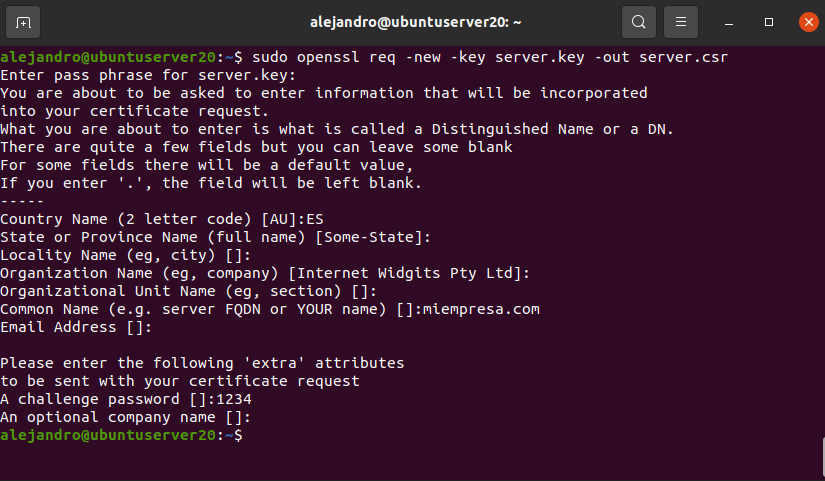 alejandro@ubuntuserver20: ~
alejandro@ubuntuserver20:~$ sudo openssl req -new -key server.key -out server.csr
Enter pass phrase for server.key:
You are about to be asked to enter information that will be incorporated
into your certificate request.
What you are about to enter is what is called a Distinguished Name or a DN.
There are quite a few fields but you can leave some blank
For some fields there will be a default value,
If you enter '.', the field will be left blank.
-----
Country Name (2 letter code) [AU]:ES
State or Province Name (full name) [Some-State]:
Locality Name (eg, city) []:
Organization Name (eg, company) [Internet Widgits Pty Ltd]:
Organizational Unit Name (eg, section) []:
Common Name (e.g. server FQDN or YOUR name) []:miempresa.com
Email Address []:

Please enter the following 'extra' attributes
to be sent with your certificate request
A challenge password []:1234
An optional company name []:
alejandro@ubuntuserver20:~$